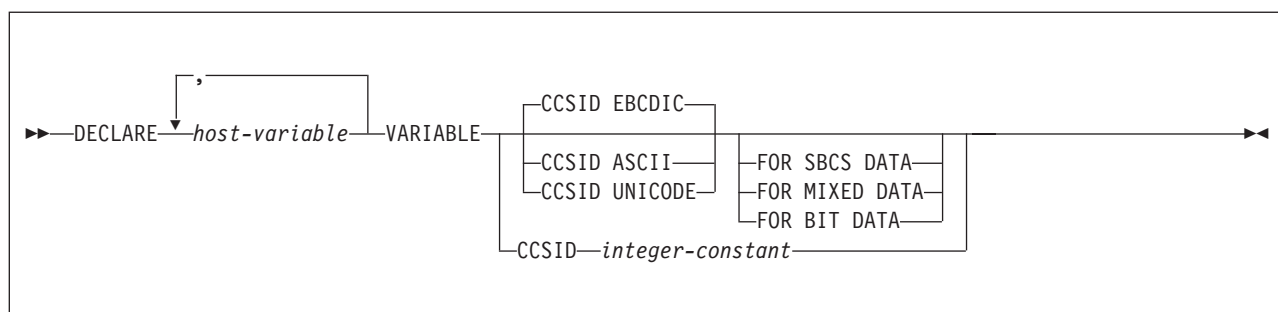 ,
CCSID EBCDIC
DECLARE host-variable VARIABLE
CCSID ASCII
FOR SBCS DATA
CCSID UNICODE
FOR MIXED DATA
FOR BIT DATA
CCSID integer-constant